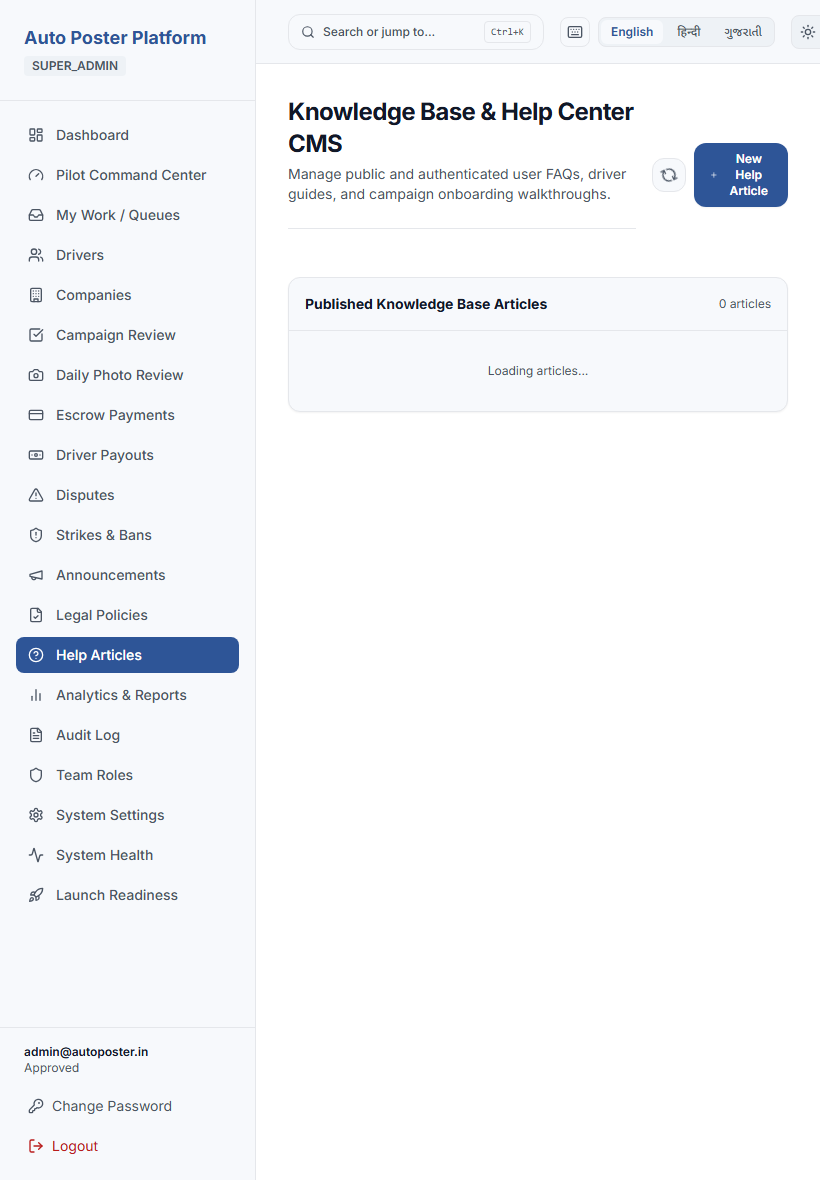 Auto Poster Platform
SUPER_ADMIN
Dashboard
Pilot Command Center
My Work / Queues
Drivers
Companies
Campaign Review
Daily Photo Review
Escrow Payments
Driver Payouts
Disputes
Strikes & Bans
Announcements
Legal Policies
Help Articles
Analytics & Reports
Audit Log
Team Roles
System Settings
System Health
Launch Readiness
admin@autoposter.in
Approved
Change Password
Logout
Search or jump to... Ctrl+K English हिन्दी ગુજરાતી
Knowledge Base & Help Center
CMS
Manage public and authenticated user FAQs, driver
guides, and campaign onboarding walkthroughs.
+ New
Help
Article
Published Knowledge Base Articles 0 articles
Loading articles...